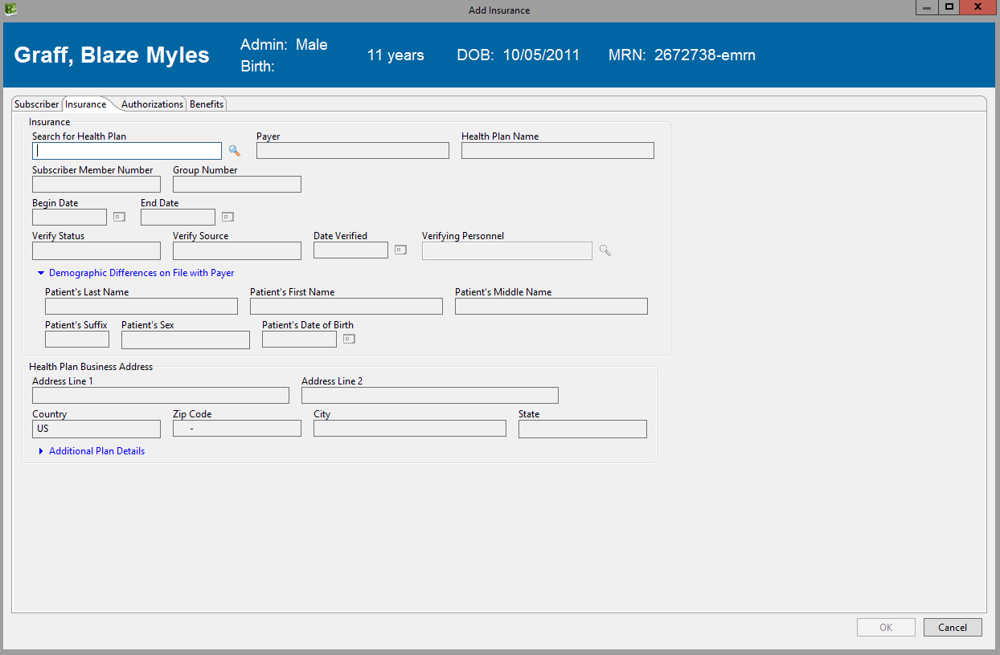 Add Insurance
Graff, Blaze Myles
Admin: Male
Birth:
11 years
DOB: 10/05/2011
MRN: 2672738-emrn
Subscriber Insurance Authorizations Benefits
Insurance
Search for Health Plan Payer Health Plan Name
Subscriber Member Number Group Number
Begin Date End Date
Verify Status Verify Source Date Verified Verifying Personnel
Demographic Differences on File with Payer
Patient's Last Name Patient's First Name Patient's Middle Name
Patient's Suffix Patient's Sex Patient's Date of Birth
Health Plan Business Address
Address Line 1 Address Line 2
Country Zip Code City State
US -
Additional Plan Details
OK Cancel